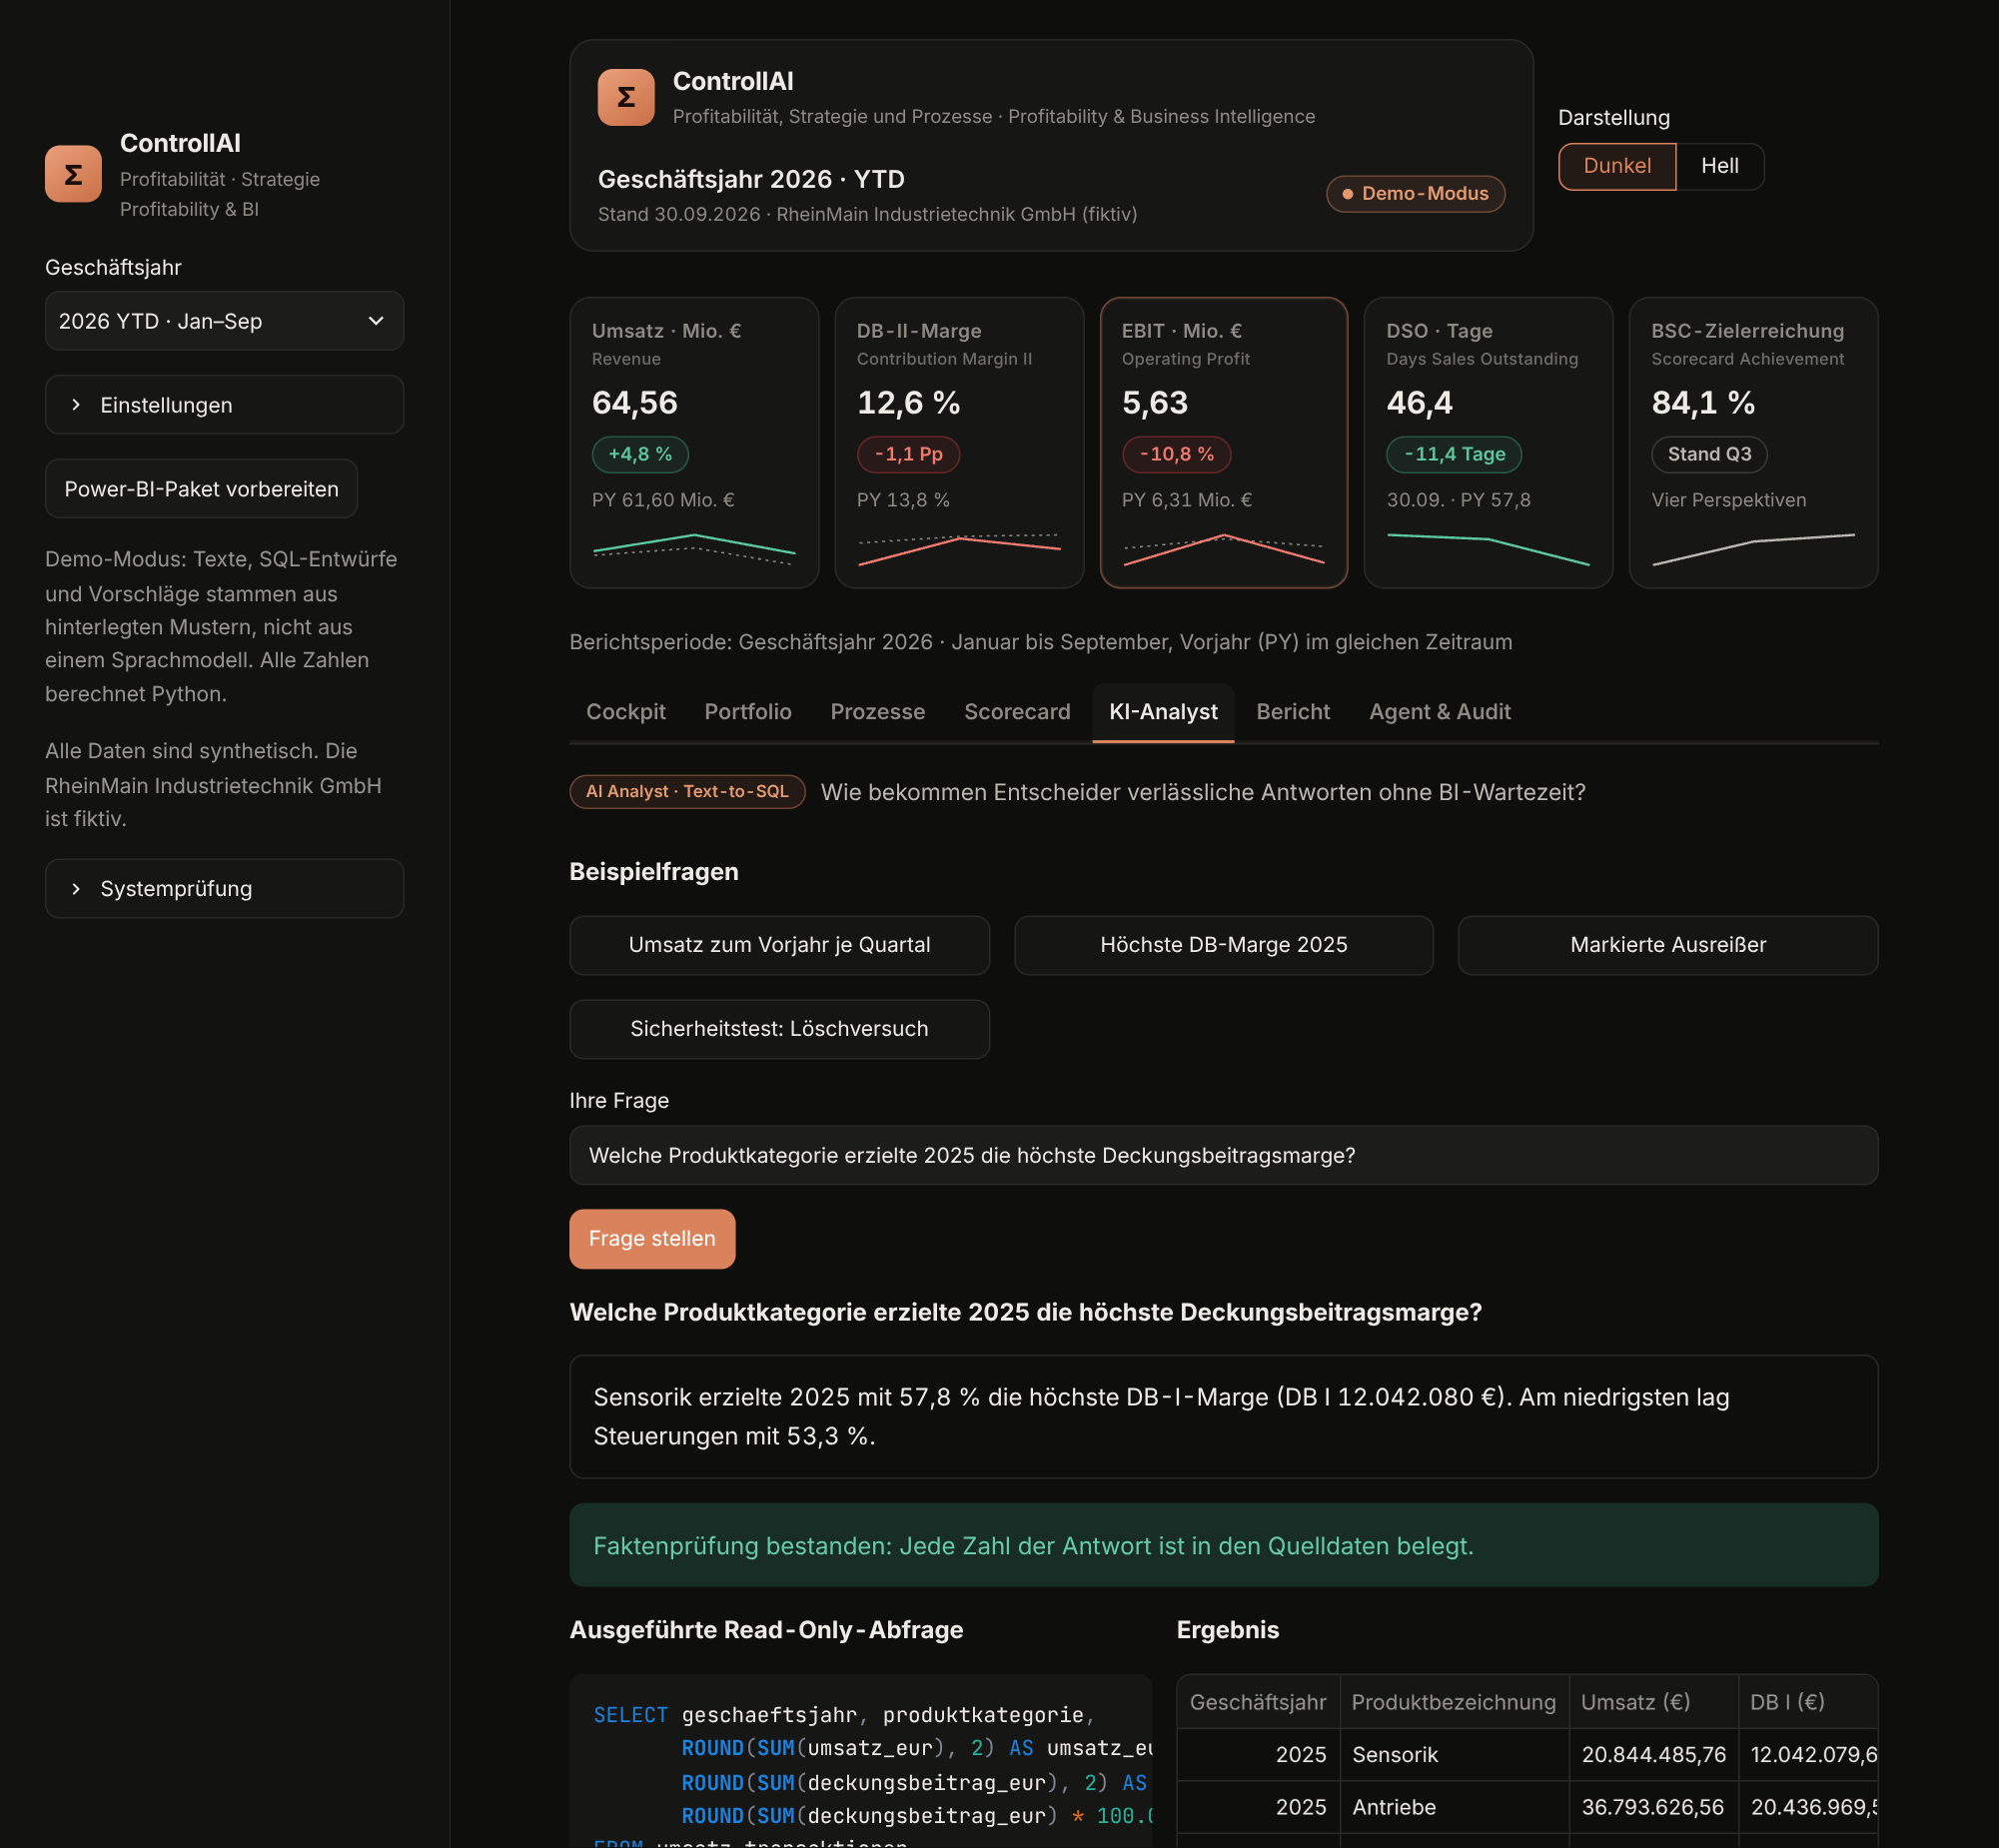 ControlAI
Profitabilität · Strategie
Profitability & BI
Geschäftsjahr
2026 YTD · Jan–Sep
Einstellungen
Power-BI-Paket vorbereiten
Demo-Modus: Texte, SQL-Entwürfe
und Vorschläge stammen aus
hinterlegten Mustern, nicht aus
einem Sprachmodell. Alle Zahlen
berechnet Python.
Alle Daten sind synthetisch. Die
RheinMain Industrietechnik GmbH
ist fiktiv.
Systemprüfung
Σ
Σ
ControllAI
Profitabilität, Strategie und Prozesse · Profitability & Business Intelligence
Geschäftsjahr 2026 · YTD
Stand 30.09.2026 · RheinMain Industrietechnik GmbH (fiktiv)
Demo-Modus
Darstellung
Dunkel
Hell
Umsatz · Mio. €
Revenue
64,56
+4,8 %
PY 61,60 Mio. €
DB-II-Marge
Contribution Margin II
12,6 %
-1,1 Pp
PY 13,8 %
EBIT · Mio. €
Operating Profit
5,63
-10,8 %
PY 6,31 Mio. €
DSO · Tage
Days Sales Outstanding
46,4
-11,4 Tage
30.09. · PY 57,8
BSC-Zielerreichung
Scorecard Achievement
84,1 %
Stand Q3
Vier Perspektiven
Berichtsperiode: Geschäftsjahr 2026 · Januar bis September, Vorjahr (PY) im gleichen Zeitraum
Cockpit
Portfolio
Prozesse
Scorecard
KI-Analyst
Bericht
Agent & Audit
AI Analyst · Text-to-SQL
Wie bekommen Entscheider verlässliche Antworten ohne BI-Wartezeit?
Beispielfragen
Umsatz zum Vorjahr je Quartal
Höchste DB-Marge 2025
Markierte Ausreißer
Sicherheitstest: Löschversuch
Ihre Frage
Welche Produktkategorie erzielte 2025 die höchste Deckungsbeitragsmarge?
Frage stellen
Welche Produktkategorie erzielte 2025 die höchste Deckungsbeitragsmarge?
Sensorik erzielte 2025 mit 57,8 % die höchste DB-I-Marge (DB I 12.042.080 €). Am niedrigsten lag
Steuerungen mit 53,3 %.
Faktenprüfung bestanden: Jede Zahl der Antwort ist in den Quelldaten belegt.
Ausgeführte Read-Only-Abfrage
SELECT geschaeftsjahr, produktkategorie,
ROUND(SUM(umsatz_eur), 2) AS umsatz_eu
ROUND(SUM(deckungsbeitrag_eur), 2) AS
ROUND(SUM(deckungsbeitrag_eur) * 100.0
FROM umsatz_transaktionen
Ergebnis
Geschäftsjahr Produktbezeichnung Umsatz (€) DB I (€)
2025 Sensorik 20.844.485,76 12.042.079,6
2025 Antriebe 36.793.626,56 20.436.969,5